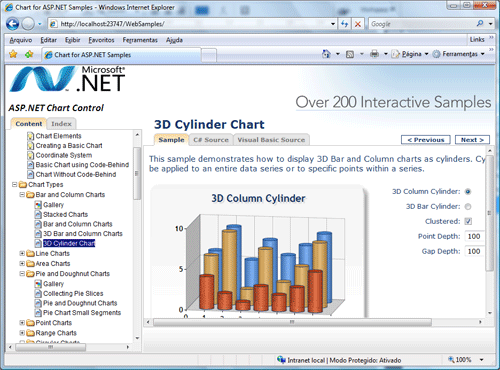 Chart for ASP.NET Samples - Windows Internet Explorer
http://localhost:23747/WebSamples/
Google
Arquivo Editar Exibir Favoritos Ferramentas Ajuda
Links
Chart for ASP.NET Samples
Página
Ferramentas
Microsoft
.NET
ASP.NET Chart Control
Over 200 Interactive Samples
Content Index
Chart Elements
Creating a Basic Chart
Coordinate System
Basic Chart using Code-Behind
Chart Without Code-Behind
Chart Types
Bar and Column Charts
Gallery
Stacked Charts
Bar and Column Charts
3D Bar and Column Charts
3D Cylinder Chart
Line Charts
Area Charts
Pie and Doughnut Charts
Gallery
Collecting Pie Slices
Pie and Doughnut Charts
Pie Chart Small Segments
Point Charts
Range Charts
Circular Charts
3D Cylinder Chart
Sample C# Source Visual Basic Source
< Previous Next >
This sample demonstrates how to display 3D Bar and Column charts as cylinders. Cy
be applied to an entire data series or to specific points within a series.
3D Column Cylinder
10
5
0
3D Column Cylinder:
3D Bar Cylinder:
Clustered:
Point Depth: 100
Gap Depth: 100
Intranet local | Modo Protegido: Ativado
100%